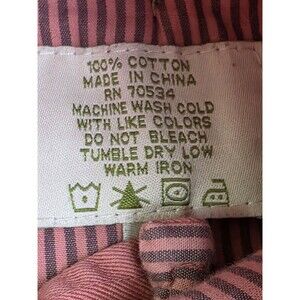 100% COTTON
MADE IN CHINA
RN 70534
MACHINE WASH COLD
WITH LIKE COLORS
DO NOT BLEACH
TUMBLE DRY LOW
WARM IRON